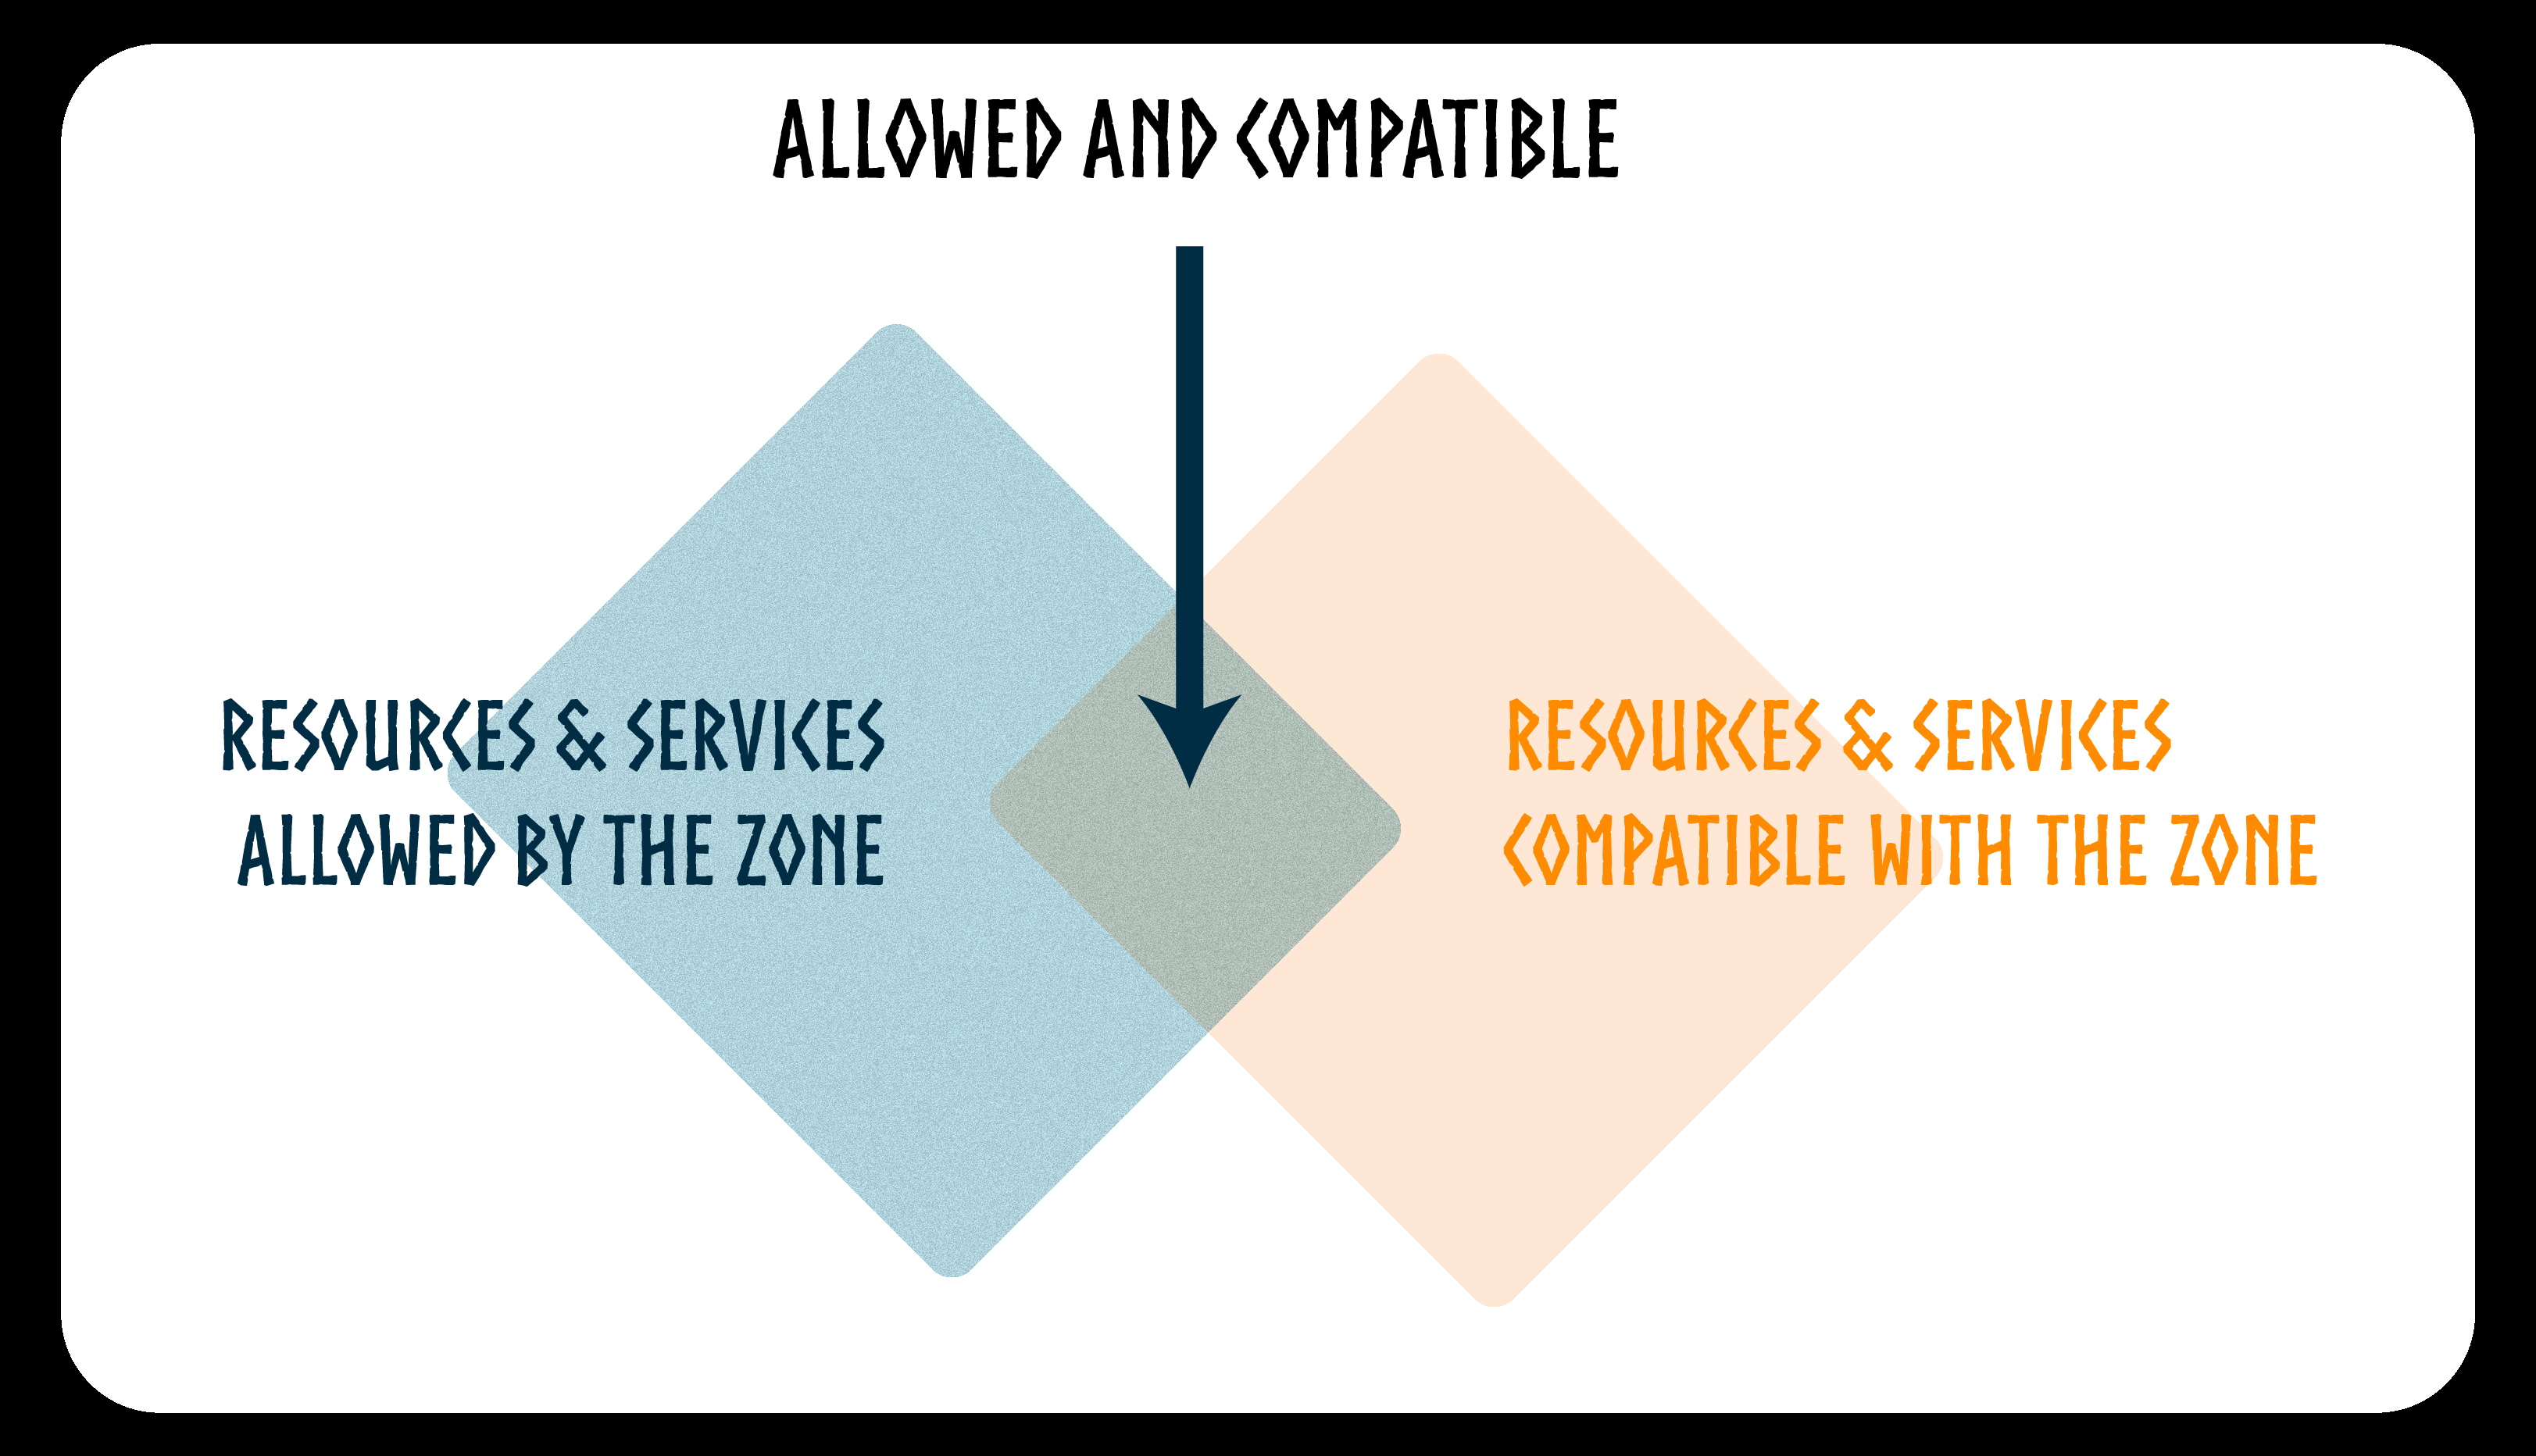 ALLOWED AND COMPATIBLE
RESOURCES & SERVICES
ALLOWED BY THE ZONE
RESOURCES & SERVICES
COMPATIBLE WITH THE ZONE